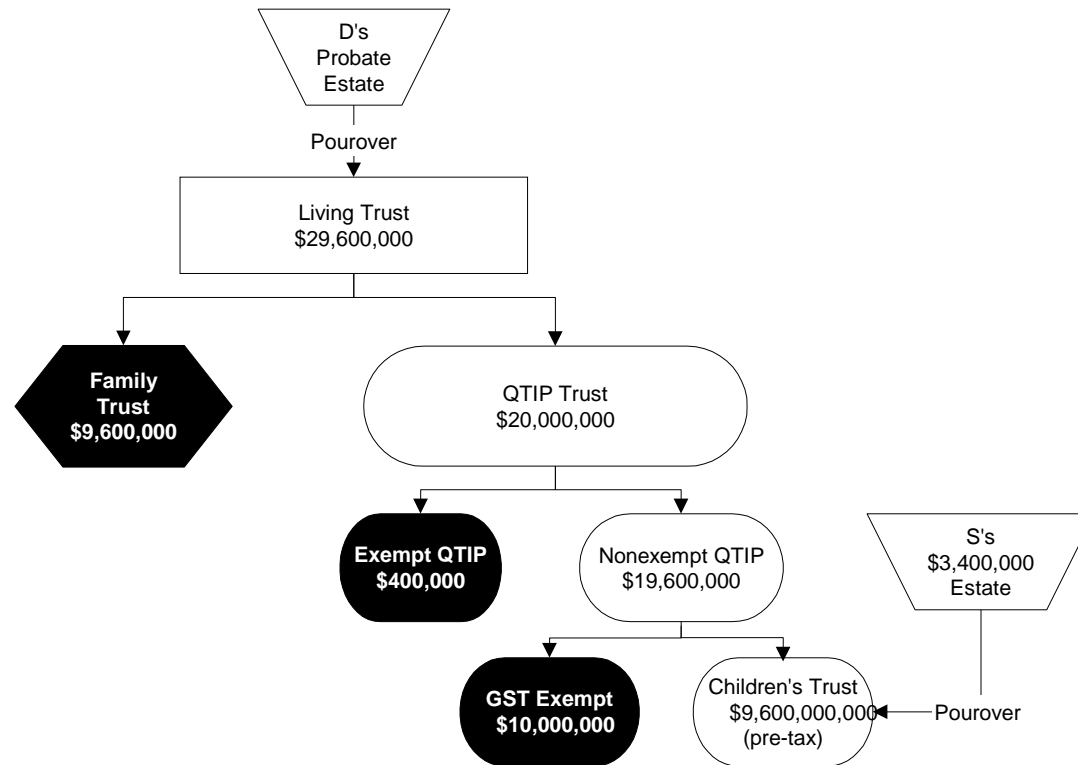 D's
Probate
Estate
Pourover
Living Trust
$29,600,000
Family
Trust
$9,600,000
QTIP Trust
$20,000,000
Exempt QTIP
$400,000
Nonexempt QTIP
$19,600,000
S's
$3,400,000
Estate
GST Exempt
$10,000,000
Children's Trust
$9,600,000,000
(pre-tax)
Pourover